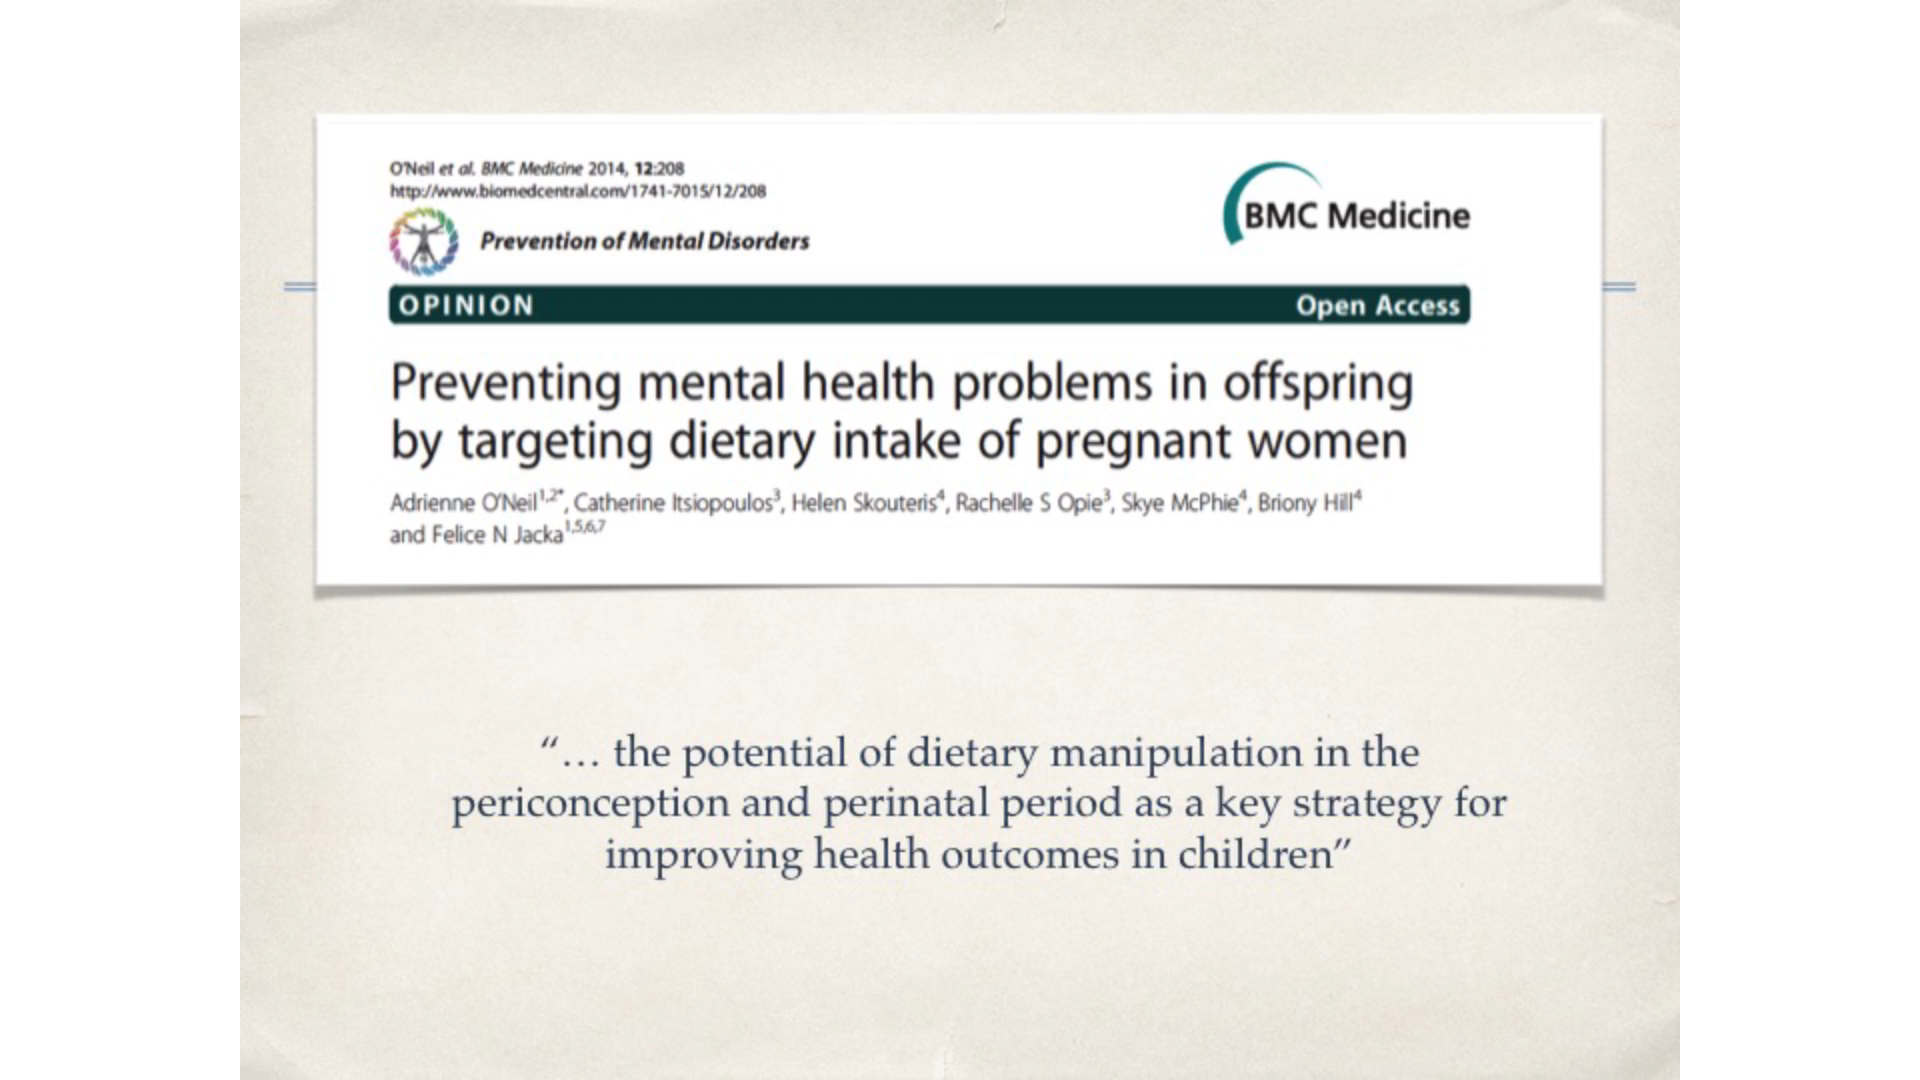 O'Neil et al. BMC Medicine 2014, 12:208
http://www.biomedcentral.com/1741-7015/12/208
Prevention of Mental Disorders
BMC Medicine
OPINION
Open Access
Preventing mental health problems in offspring
by targeting dietary intake of pregnant women
Adrienne O'Neil1,2*, Catherine Itsiopoulos3, Helen Skouteris4, Rachelle S Opie3, Skye McPhie4, Briony Hill4
and Felice N Jacka1,5,6,7
“… the potential of dietary manipulation in the
periconception and perinatal period as a key strategy for
improving health outcomes in children”